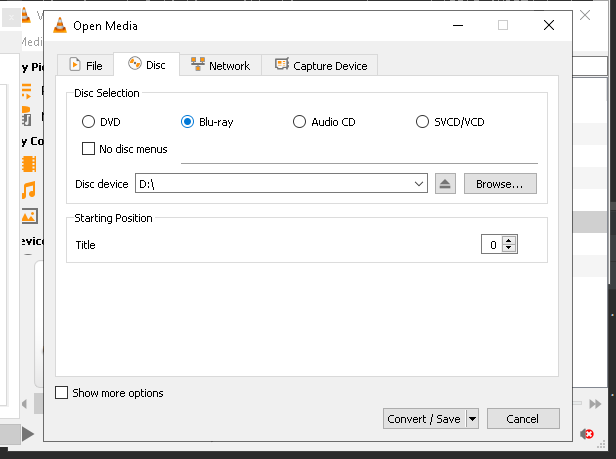 Open Media
File
Disc
Network
Capture Device
Disc Selection
DVD
Blu-ray
Audio CD
SVCD/VCD
No disc menus
Disc device
D:\
Browse...
Starting Position
Title
0
Show more options
Convert / Save
Cancel